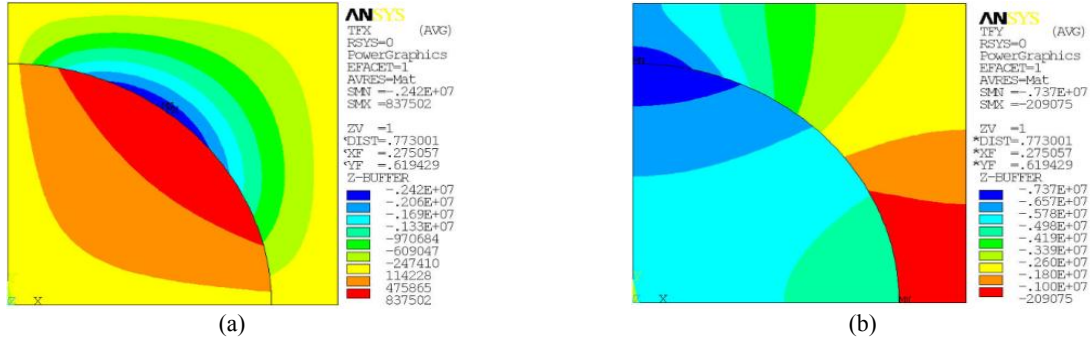 ANSYS
TFX (AVG)
RSYS=0
PowerGraphics
EFACET=1
AVRES=Mat
SMN =-.242E+07
SMX =837502
ZV =1
DIST=.773001
XF =.275057
YF =.619429
Z-BUFFER
-.242E+07
-.206E+07
-.169E+07
-.133E+07
-970684
-609047
-247410
114228
475865
837502
Z X
(a)
ANSYS
TFY (AVG)
RSYS=0
PowerGraphics
EFACET=1
AVRES=Mat
SMN =-.737E+07
SMX =-209075
ZV =1
*DIST=.773001
*XF =.275057
*YF =.619429
Z-BUFFER
-.737E+07
-.657E+07
-.578E+07
-.498E+07
-.419E+07
-.339E+07
-.260E+07
-.180E+07
-.100E+07
-209075
Z X
(b)